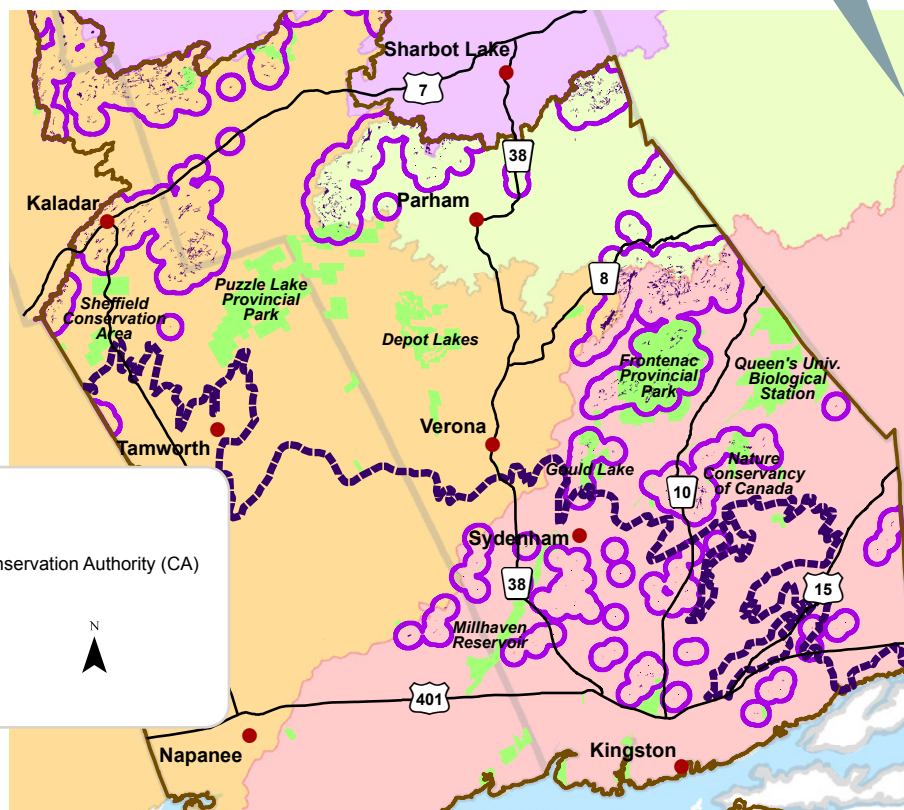 Sharbot Lake
7
38
Kaladar
Parham
8
Sheffield
Conservation
Area
Puzzle Lake
Provincial
Park
Depot Lakes
Frontenac
Provincial
Park
Queen's Univ.
Biological
Station
Tamworth
Verona
Gould Lake
Nature
Conservancy
of Canada
10
nservation Authority (CA)
Sydenham
38
15
N
Millhaven
Reservoir
401
Napanee
Kingston